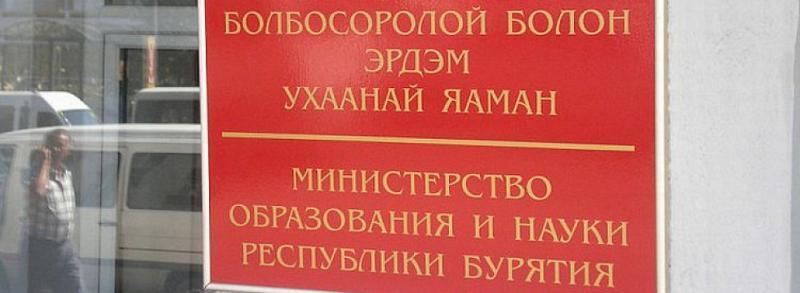 БОЛБОСОРОЛОЙ БОЛОН
ЭРДЭМ
УХААНАЙ ЯАМАН
МИНИСТЕРСТВО
ОБРАЗОВАНИЯ И НАУКИ
РЕСПУБЛИКИ БУРЯТИЯ